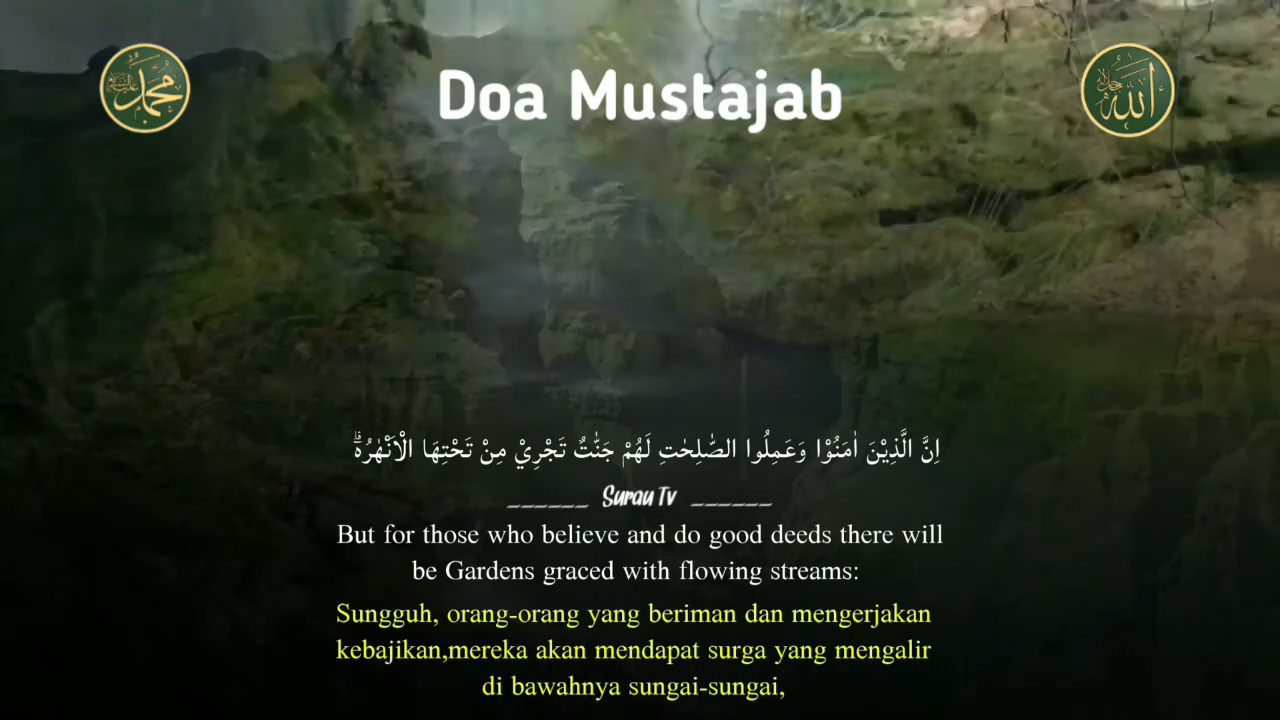 Doa Mustajab
محمد
الله
اِنَّ الَّذِيْنَ اٰمَنُوْا وَعَمِلُوا الصّٰلِحٰتِ لَهُمْ جَنّٰتٌ تَجْرِيْ مِنْ تَحْتِهَا الْاَنْهٰرُەۗ
______ Surau Tv ______
But for those who believe and do good deeds there will
be Gardens graced with flowing streams:
Sungguh, orang-orang yang beriman dan mengerjakan
kebajikan,mereka akan mendapat surga yang mengalir
di bawahnya sungai-sungai,